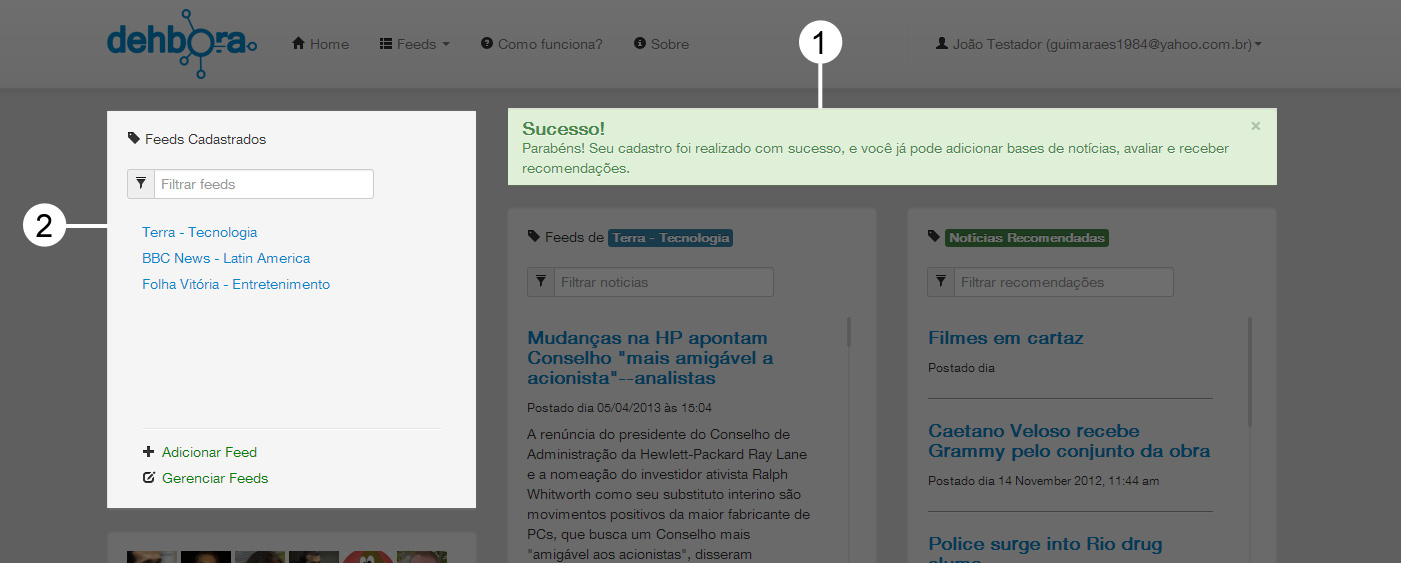 dehbora
Home
Feeds
Como funciona?
Sobre
João Testador (guimaraes1984@yahoo.com.br)
1
Feeds Cadastrados
Filtrar feeds
2
Terra - Tecnologia
BBC News - Latin America
Folha Vitória - Entretenimento
Adicionar Feed
Gerenciar Feeds
Sucesso!
×
Parabéns! Seu cadastro foi realizado com sucesso, e você já pode adicionar bases de notícias, avaliar e receber
recomendações.
Feeds de Terra - Tecnologia
Filtrar noticias
Mudanças na HP apontam
Conselho "mais amigável a
acionista"--analistas
Postado dia 05/04/2013 às 15:04
A renúncia do presidente do Conselho de
Administração da Hewlett-Packard Ray Lane
e a nomeação do investidor ativista Ralph
Whitworth como seu substituto interino são
movimentos positivos da maior fabricante de
PCs, que busca um Conselho mais
"amigável aos acionistas", disseram
Noticias Recomendadas
Filtrar recomendações
Filmes em cartaz
Postado dia
Caetano Veloso recebe
Grammy pelo conjunto da obra
Postado dia 14 November 2012, 11:44 am
Police surge into Rio drug
slums